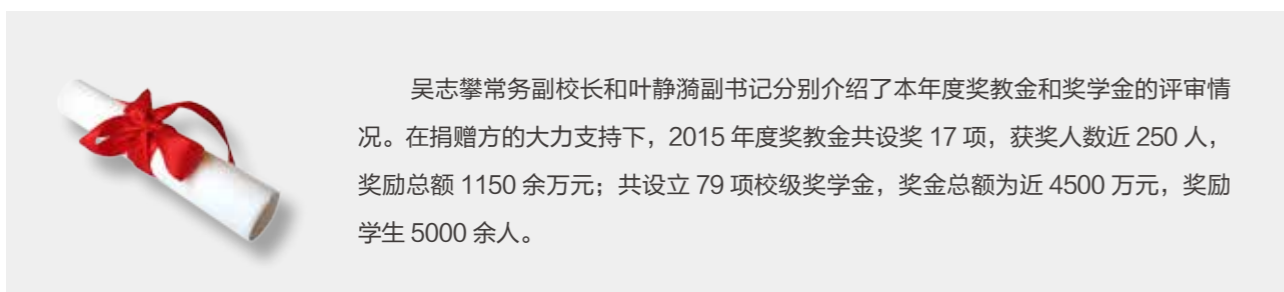 吴志攀常务副校长和叶静漪副书记分别介绍了本年度奖教金和奖学金的评审情
况。在捐赠方的大力支持下，2015 年度奖教金共设奖 17 项，获奖人数近 250 人，
奖励总额 1150 余万元；共设立 79 项校级奖学金，奖金总额为近 4500 万元，奖励
学生 5000 余人。